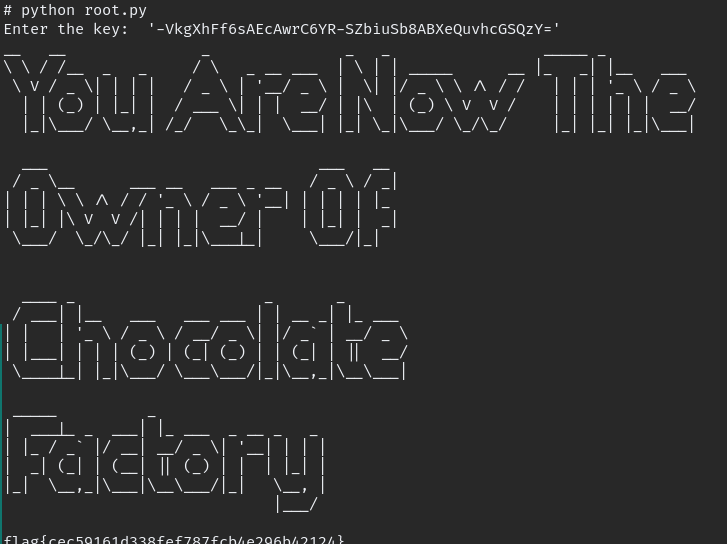 # python root.py
Enter the key:  '-VkgXhFf6sAEcAwrC6YR-SZbiuSb8ABXeQuvhcGSQzY='
You Are Now The
Owner Of
Chocolate
Factory
flag{cec59161d338fef787fcb4e296b42124}